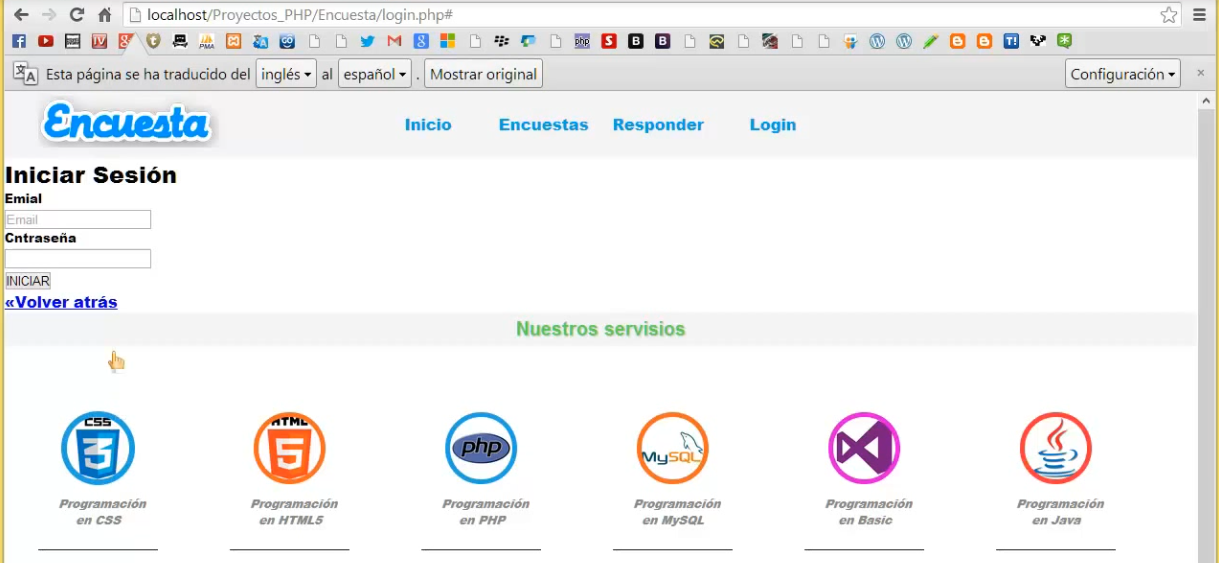 localhost/Proyectos_PHP/Encuesta/login.php#
Esta página se ha traducido del inglés al español . Mostrar original Configuración ×
Encuesta Inicio Encuestas Responder Login
Iniciar Sesión
Emial
Email
Cntraseña
INICIAR
«Volver atrás
Nuestros servisios
CSS 3 HTML 5 php MySQL
Programación Programación Programación Programación Programación Programación
en CSS en HTML5 en PHP en MySQL en Basic en Java